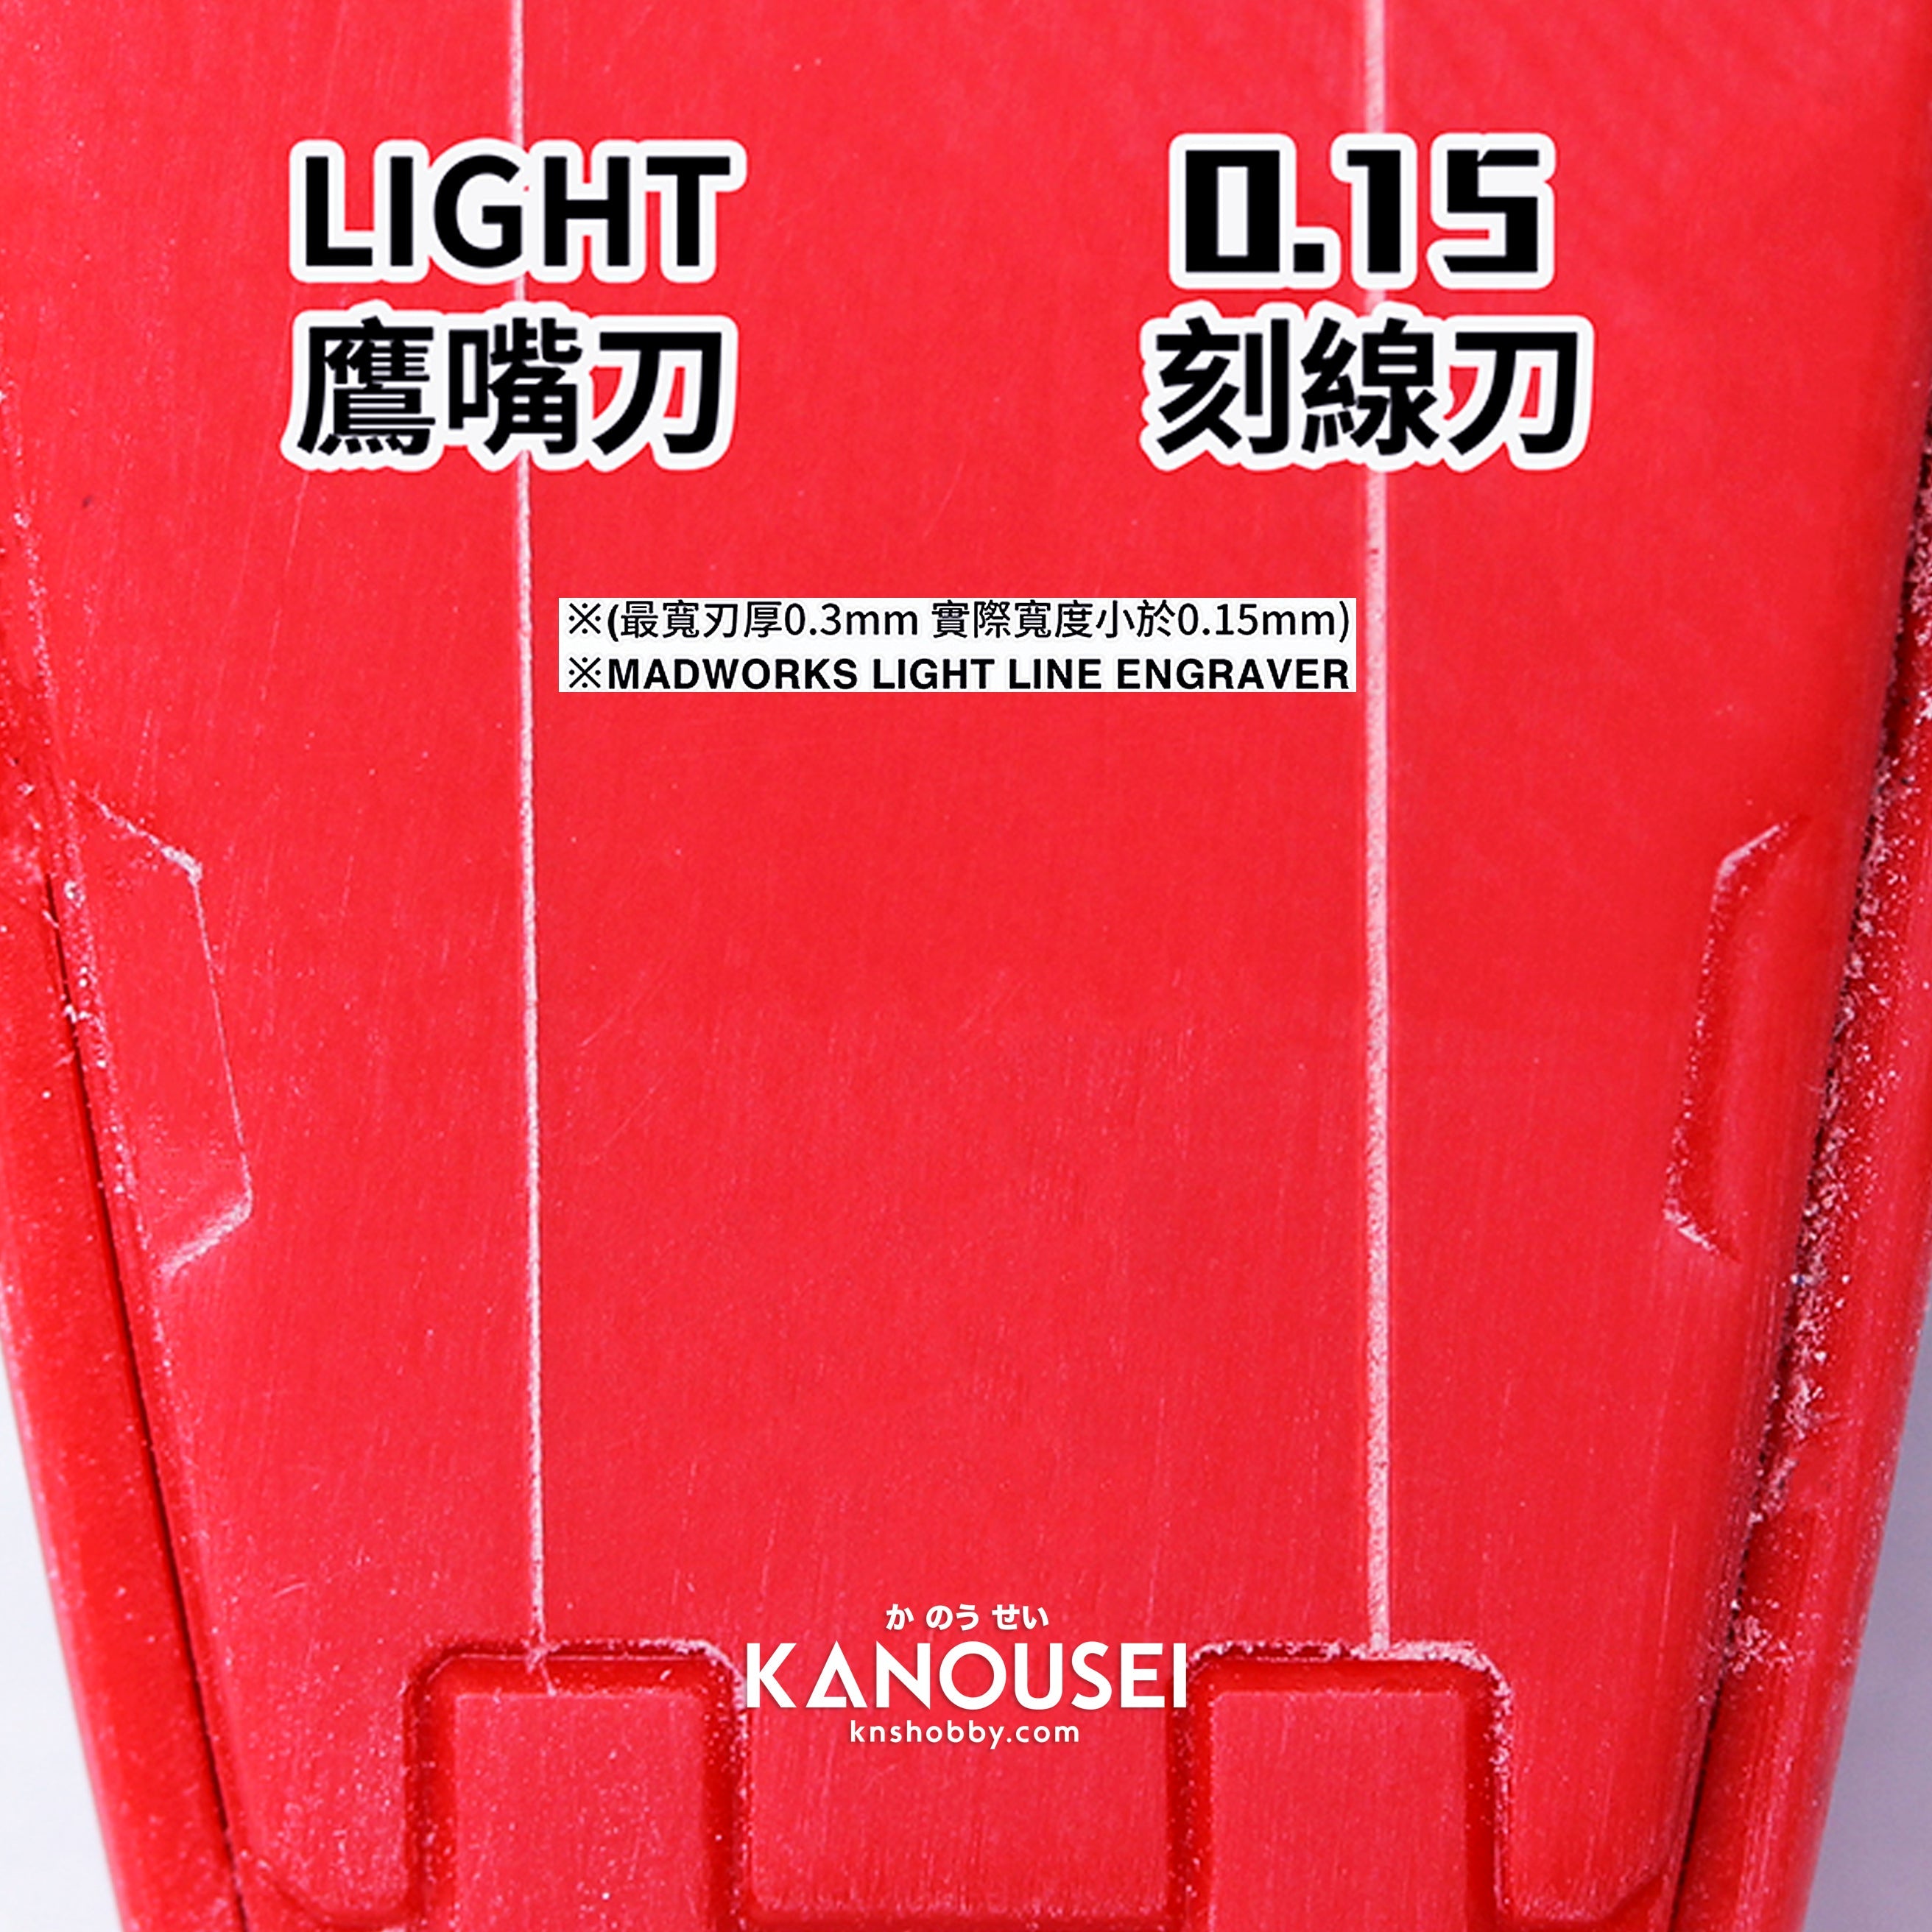 LIGHT
鷹嘴刀
0.15
刻線刀
※(最寬刃厚0.3mm 實際寬度小於0.15mm)
※MADWORKS LIGHT LINE ENGRAVER
か のう せい
KANOUSEI
knshobby.com